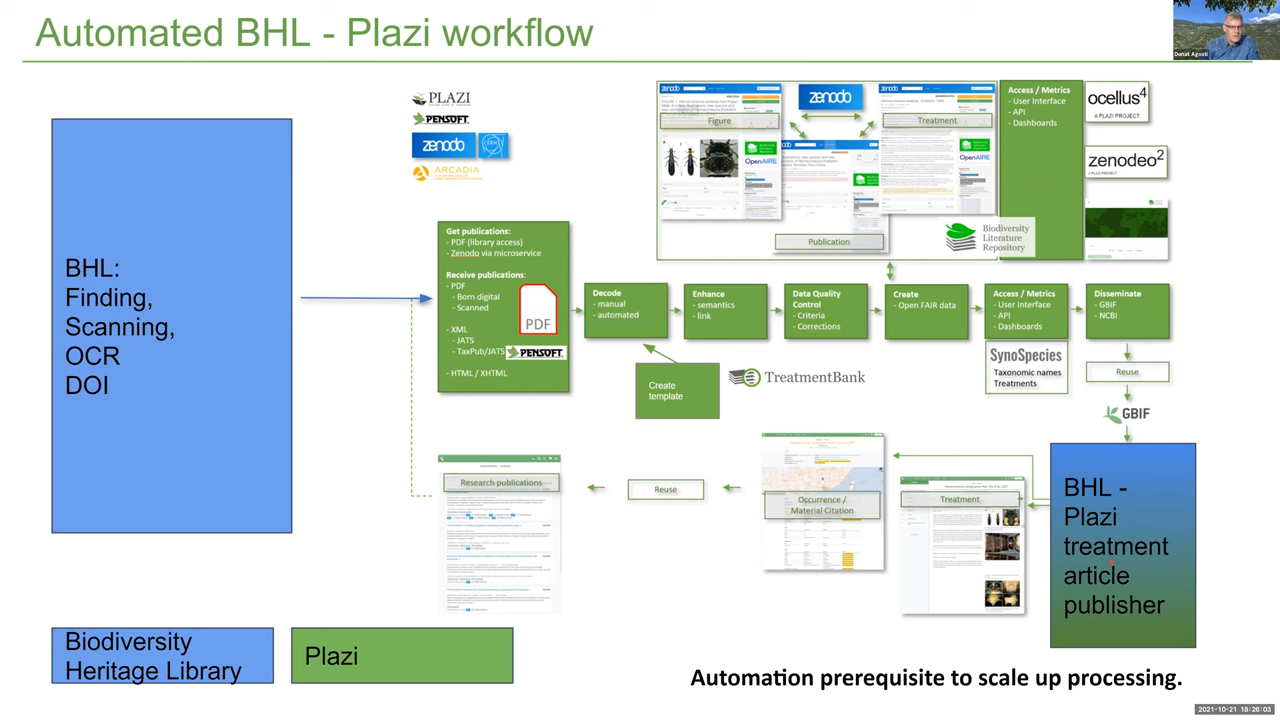 Automated BHL - Plazi workflow
Donat Agosti
BHL:
Finding,
Scanning,
OCR
DOI
PLAZI
PENSOFT.
zenodo
CERN
ARCADIA
Get publications:
- PDF (library access)
- Zenodo via microservice
Receive publications:
- PDF
- Born digital
- Scanned
- XML
- JATS
- TaxPub/JATS
- HTML / XHTML
PDF
PENSOFT.
Decode
- manual
- automated
Create
template
Enhance
- semantics
- link
Data Quality
Control
- Criteria
- Corrections
Create
- Open FAIR data
Access / Metrics
- User Interface
- API
- Dashboards
Disseminate
- GBIF
- NCBi
zenodo
Figure
OpenAIRE
zenodo
Publication
zenodo
Treatment
OpenAIRE
Biodiversity
Literature
Repository
Access / Metrics
- User Interface
- API
- Dashboards
ocellus4
A PLAZI PROJECT
zenodeo2
A PLAZI PROJECT
TreatmentBank
SynoSpecies
Taxonomic names
Treatments
Reuse
GBIF
BHL -
Plazi
treatment
article
publisher
Treatment
Occurrence /
Material Citation
Reuse
Research publications
Biodiversity
Heritage Library
Plazi
Automation prerequisite to scale up processing.
2021-10-21 18:26:03